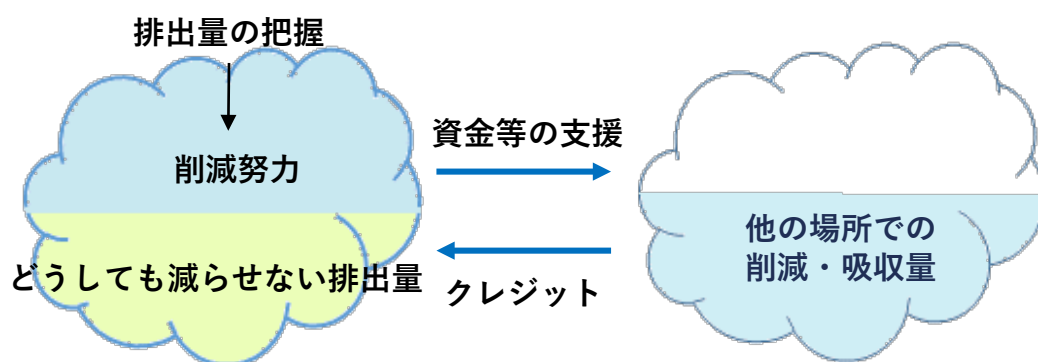 排出量の把握
削減努力
どうしても減らせない排出量
資金等の支援
クレジット
他の場所での
削減・吸収量